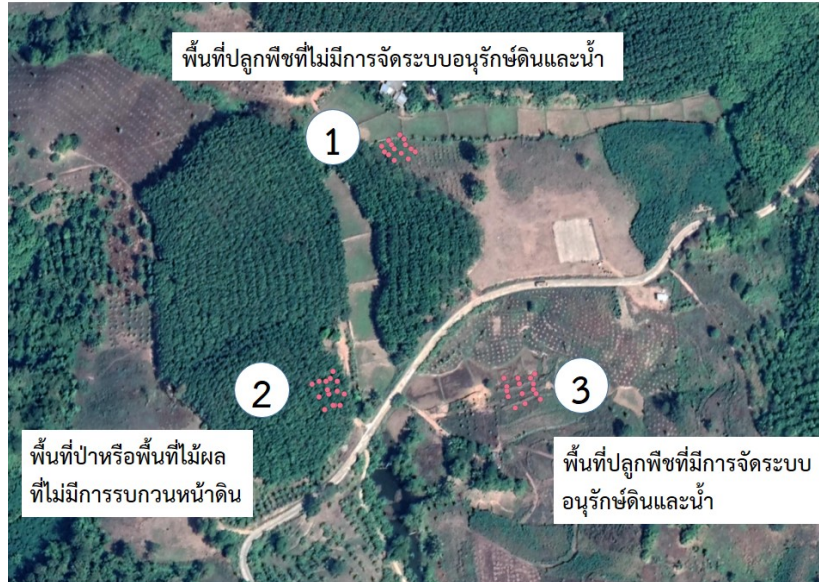 พื้นที่ปลูกพืชที่ไม่มีการจัดระบบอนุรักษ์ดินและน้ำ
1
2
3
พื้นที่ป่าหรือพื้นที่ไม้ผล
ที่ไม่มีการรบกวนหน้าดิน
พื้นที่ปลูกพืชที่มีการจัดระบบ
อนุรักษ์ดินและน้ำ